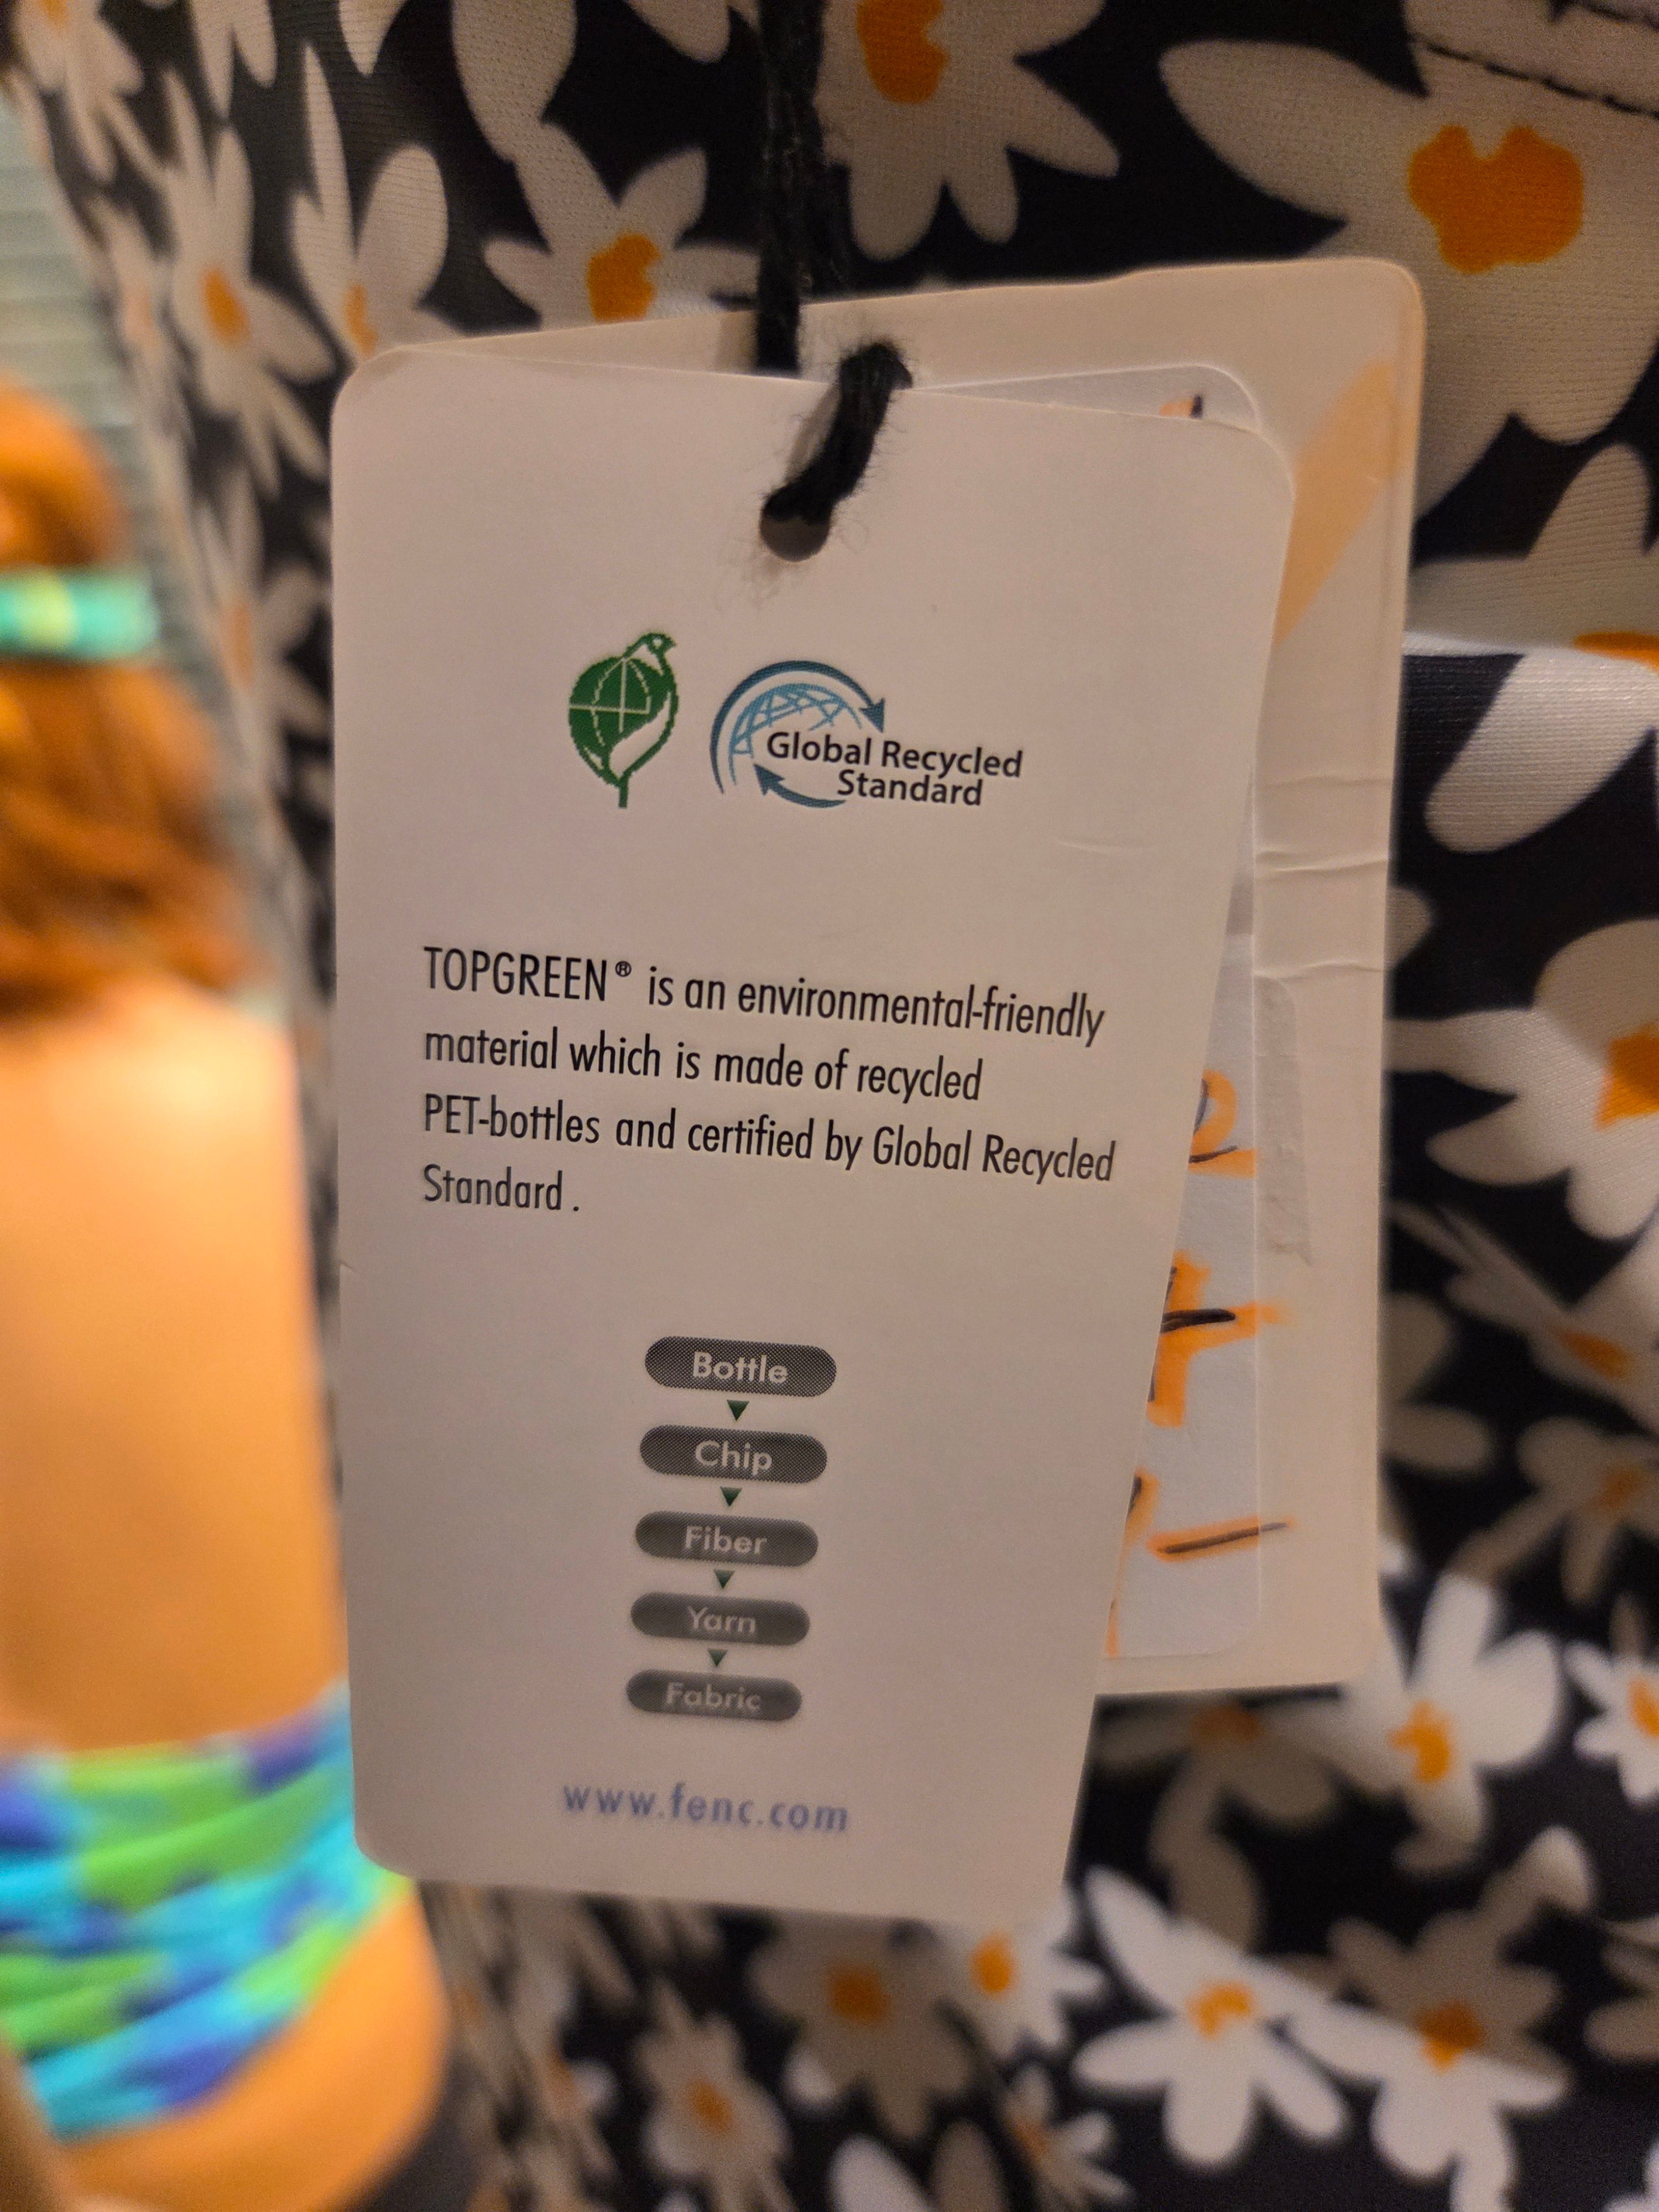 Global Recycled
Standard
TOPGREEN® is an environmental-friendly
material which is made of recycled
PET-bottles and certified by Global Recycled
Standard .
Bottle
Chip
Fiber
Yarn
Fabric
www.fenc.com